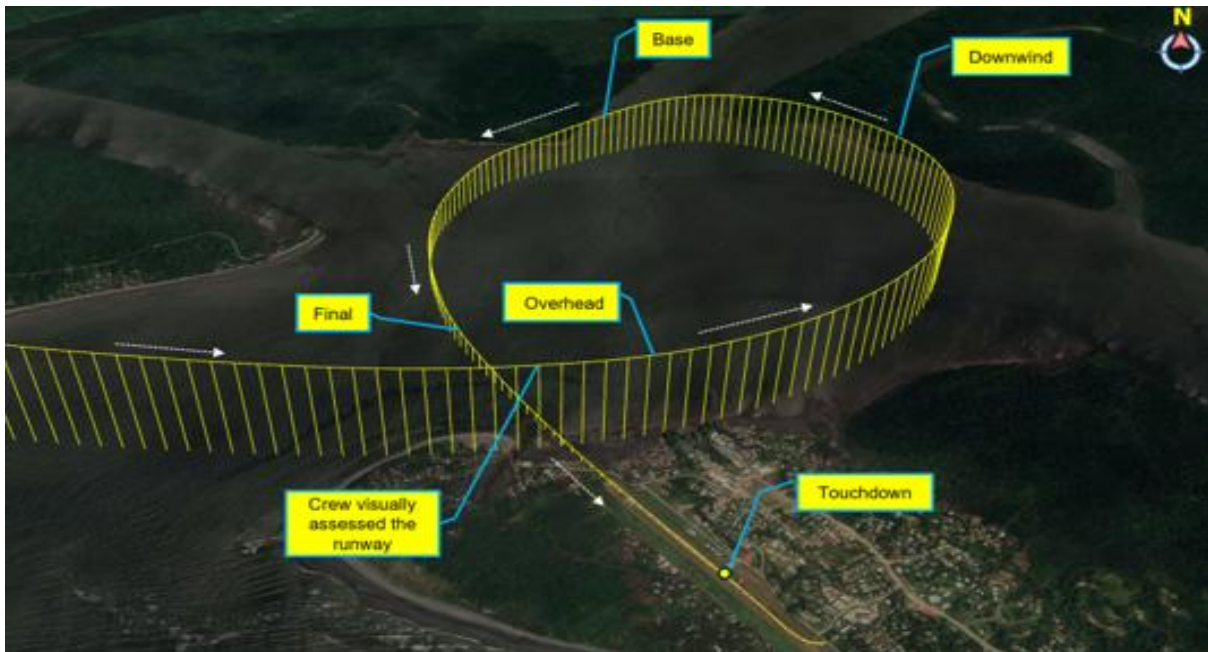 N
Base
Downwind
Overhead
Final
Crew visually
assessed the
runway
Touchdown